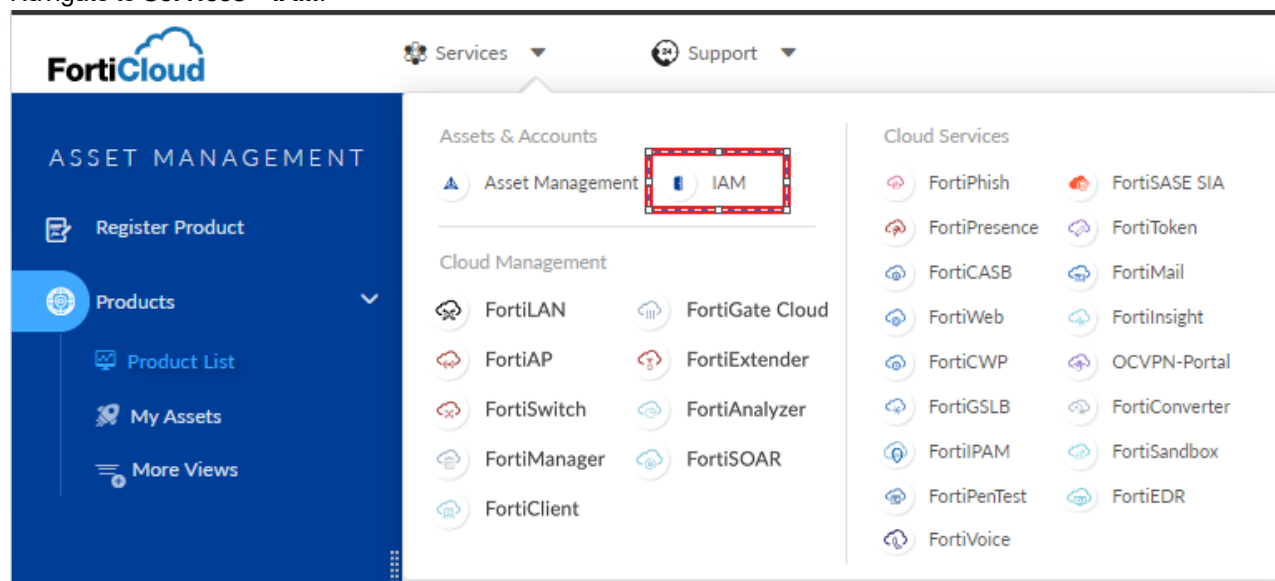 FortiCloud
Services
24
Support
ASSET MANAGEMENT
Register Product
Products
Product List
My Assets
More Views
Assets & Accounts
Asset Management
IAM
Cloud Management
FortiLAN
FortiGate Cloud
FortiAP
FortiExtender
FortiSwitch
FortiAnalyzer
FortiManager
FortiSOAR
FortiClient
Cloud Services
FortiPhish
FortiSASE SIA
FortiPresence
FortiToken
FortiCASB
FortiMail
FortiWeb
FortiInsight
FortiCWP
OCVPN-Portal
FortiGSLB
FortiConverter
FortiIPAM
FortiSandbox
FortiPenTest
FortiEDR
FortiVoice